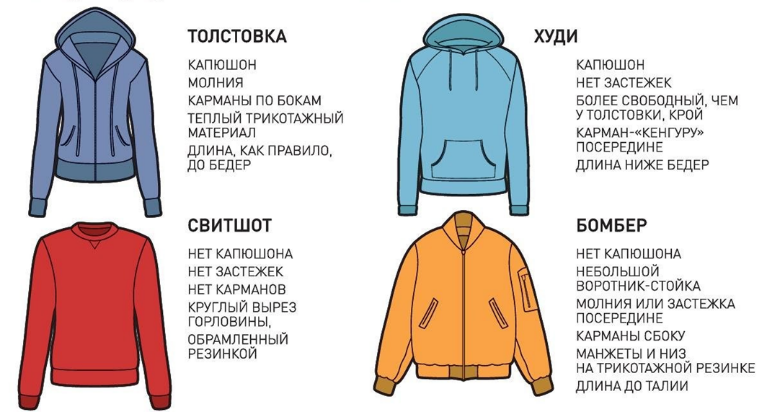 ТОЛСТОВКА
КАПЮШОН
МОЛНИЯ
КАРМАНЫ ПО БОКАМ
ТЕПЛЫЙ ТРИКОТАЖНЫЙ
МАТЕРИАЛ
ДЛИНА, КАК ПРАВИЛО,
ДО БЕДЕР
ХУДИ
КАПЮШОН
НЕТ ЗАСТЕЖЕК
БОЛЕЕ СВОБОДНЫЙ, ЧЕМ
У ТОЛСТОВКИ, КРОЙ
КАРМАН-«КЕНГУРУ»
ПОСЕРЕДИНЕ
ДЛИНА НИЖЕ БЕДЕР
СВИТШОТ
НЕТ КАПЮШОНА
НЕТ ЗАСТЕЖЕК
НЕТ КАРМАНОВ
КРУГЛЫЙ ВЫРЕЗ
ГОРЛОВИНЫ,
ОБРАМЛЕННЫЙ
РЕЗИНКОЙ
БОМБЕР
НЕТ КАПЮШОНА
НЕБОЛЬШОЙ
ВОРОТНИК-СТОЙКА
МОЛНИЯ ИЛИ ЗАСТЕЖКА
ПОСЕРЕДИНЕ
КАРМАНЫ СБОКУ
МАНЖЕТЫ И НИЗ
НА ТРИКОТАЖНОЙ РЕЗИНКЕ
ДЛИНА ДО ТАЛИИ